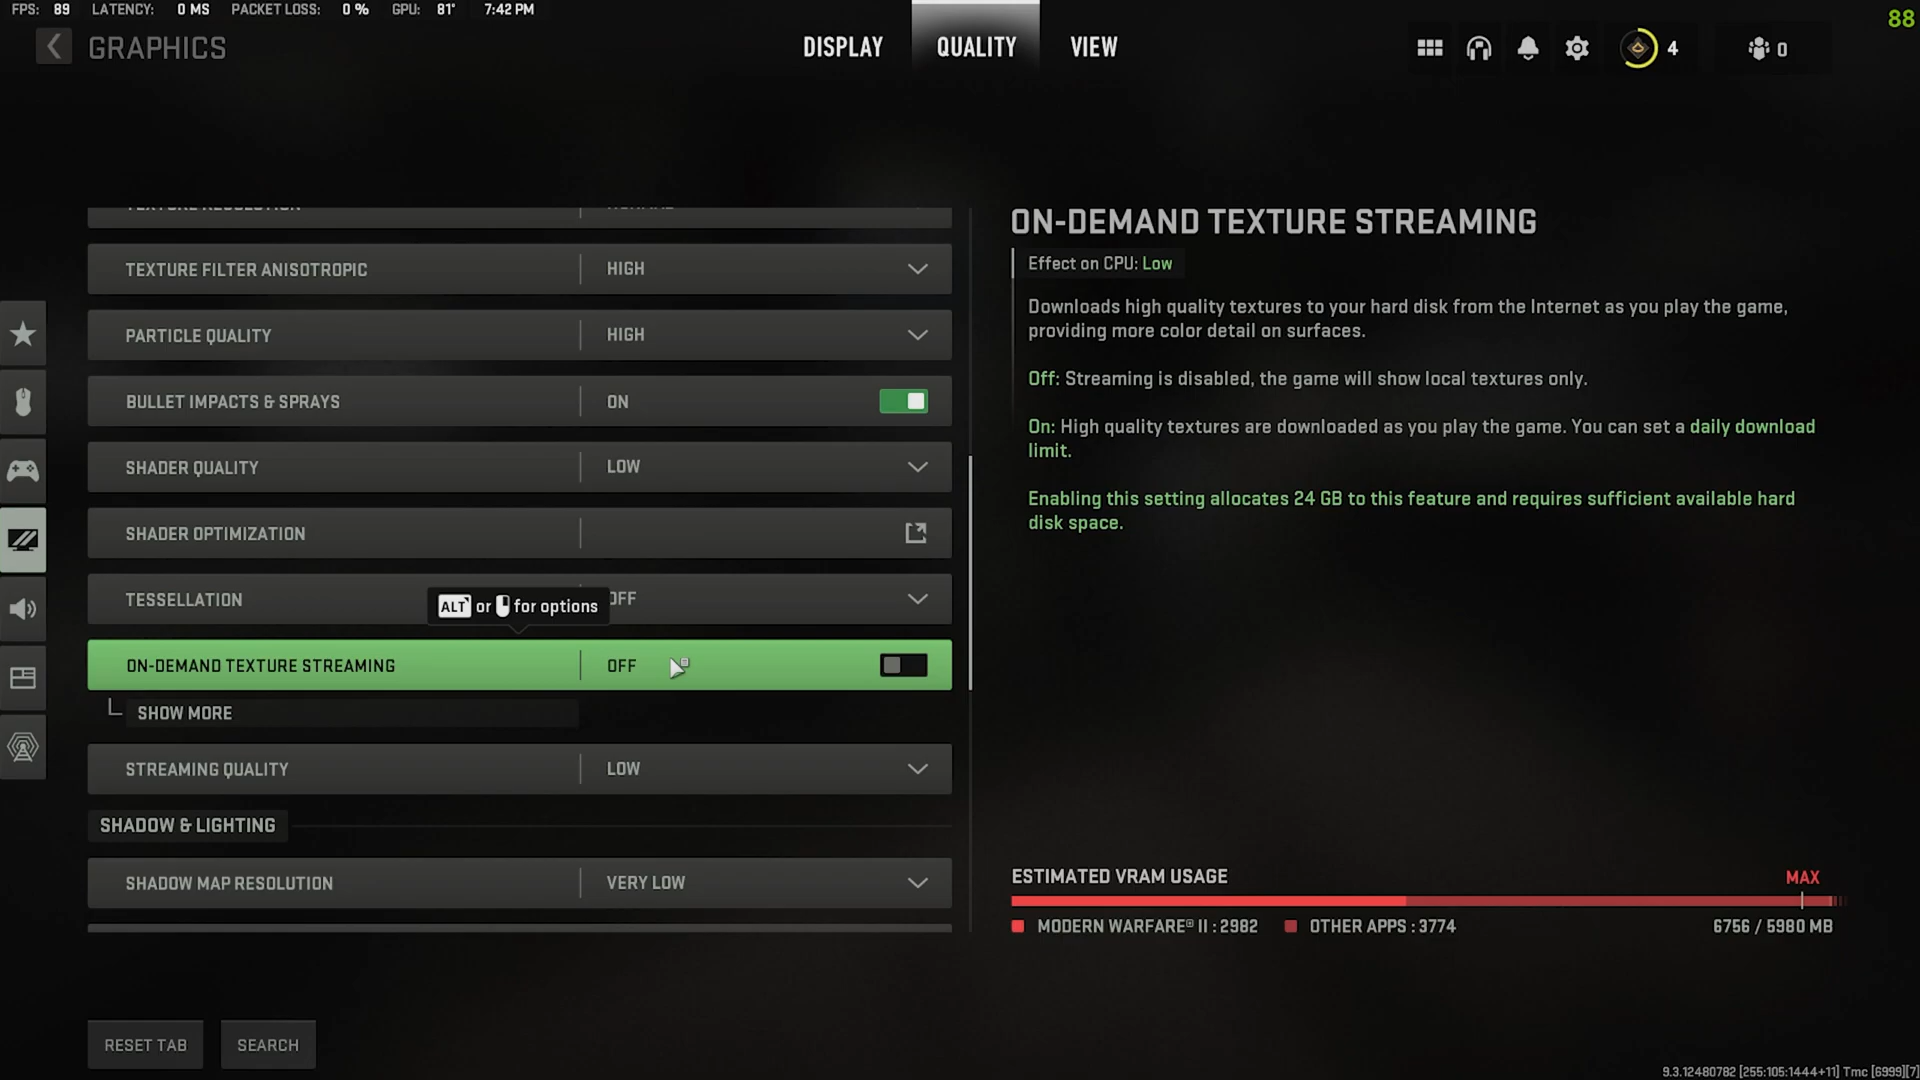 FPS: 89 LATENCY: 0 MS PACKET LOSS: 0 % GPU: 81° 7:42 PM
88
GRAPHICS
DISPLAY QUALITY VIEW
4
0
TEXTURE RESOLUTION NORMAL
TEXTURE FILTER ANISOTROPIC HIGH
PARTICLE QUALITY HIGH
BULLET IMPACTS & SPRAYS ON
SHADER QUALITY LOW
SHADER OPTIMIZATION
TESSELLATION OFF
ALT or for options
ON-DEMAND TEXTURE STREAMING OFF
SHOW MORE
STREAMING QUALITY LOW
SHADOW & LIGHTING
SHADOW MAP RESOLUTION VERY LOW
RESET TAB SEARCH
ON-DEMAND TEXTURE STREAMING
Effect on CPU: Low
Downloads high quality textures to your hard disk from the Internet as you play the game,
providing more color detail on surfaces.
Off: Streaming is disabled, the game will show local textures only.
On: High quality textures are downloaded as you play the game. You can set a daily download
limit.
Enabling this setting allocates 24 GB to this feature and requires sufficient available hard
disk space.
ESTIMATED VRAM USAGE MAX
MODERN WARFARE® II : 2982 OTHER APPS : 3774 6756 / 5980 MB
9.3.12480782 [255:105:1444+11] Tmc [6999][7]